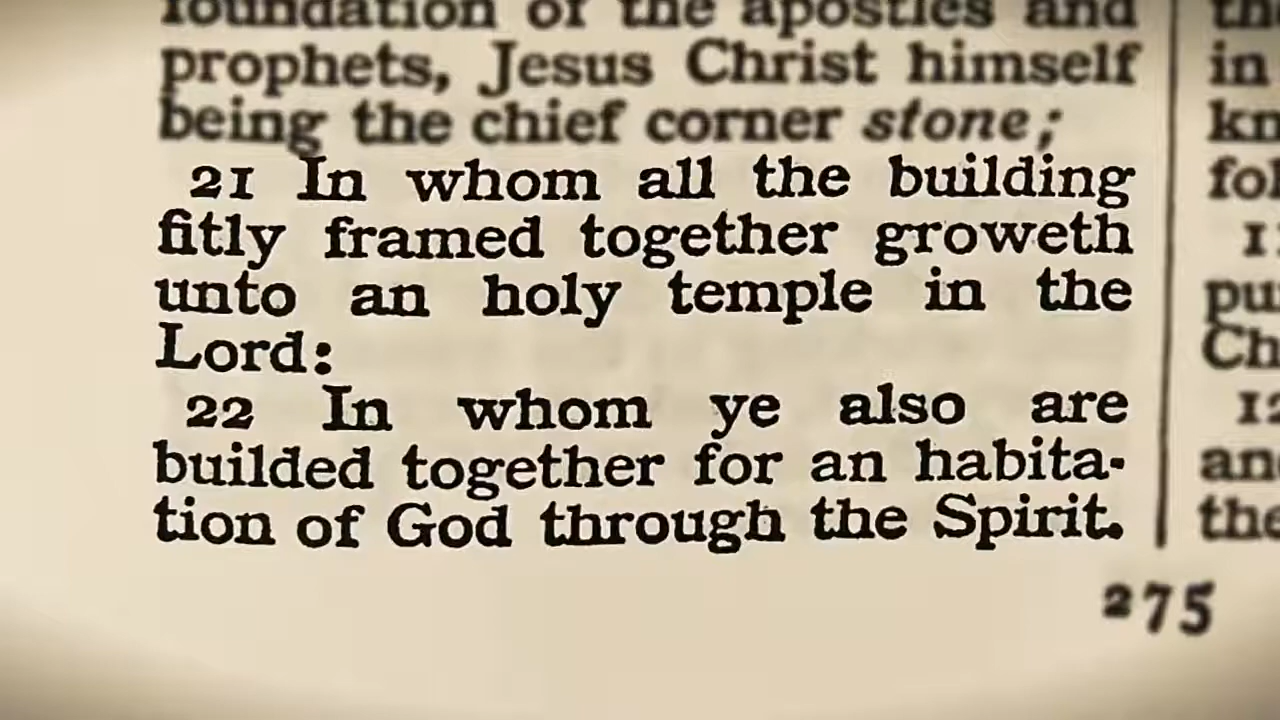 foundation of the apostles and
prophets, Jesus Christ himself
being the chief corner stone;
21 In whom all the building
fitly framed together groweth
unto an holy temple in the
Lord:
22 In whom ye also are
builded together for an habita-
tion of God through the Spirit.
in
275